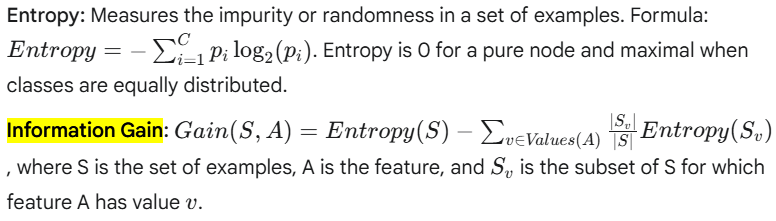 Entropy: Measures the impurity or randomness in a set of examples. Formula:
$Entropy = -\sum_{i=1}^{C} p_i \log_2(p_i)$. Entropy is 0 for a pure node and maximal when
classes are equally distributed.
Information Gain: $Gain(S, A) = Entropy(S) - \sum_{v \in Values(A)} \frac{|S_v|}{|S|} Entropy(S_v)$
, where S is the set of examples, A is the feature, and $S_v$ is the subset of S for which
feature A has value $v$.